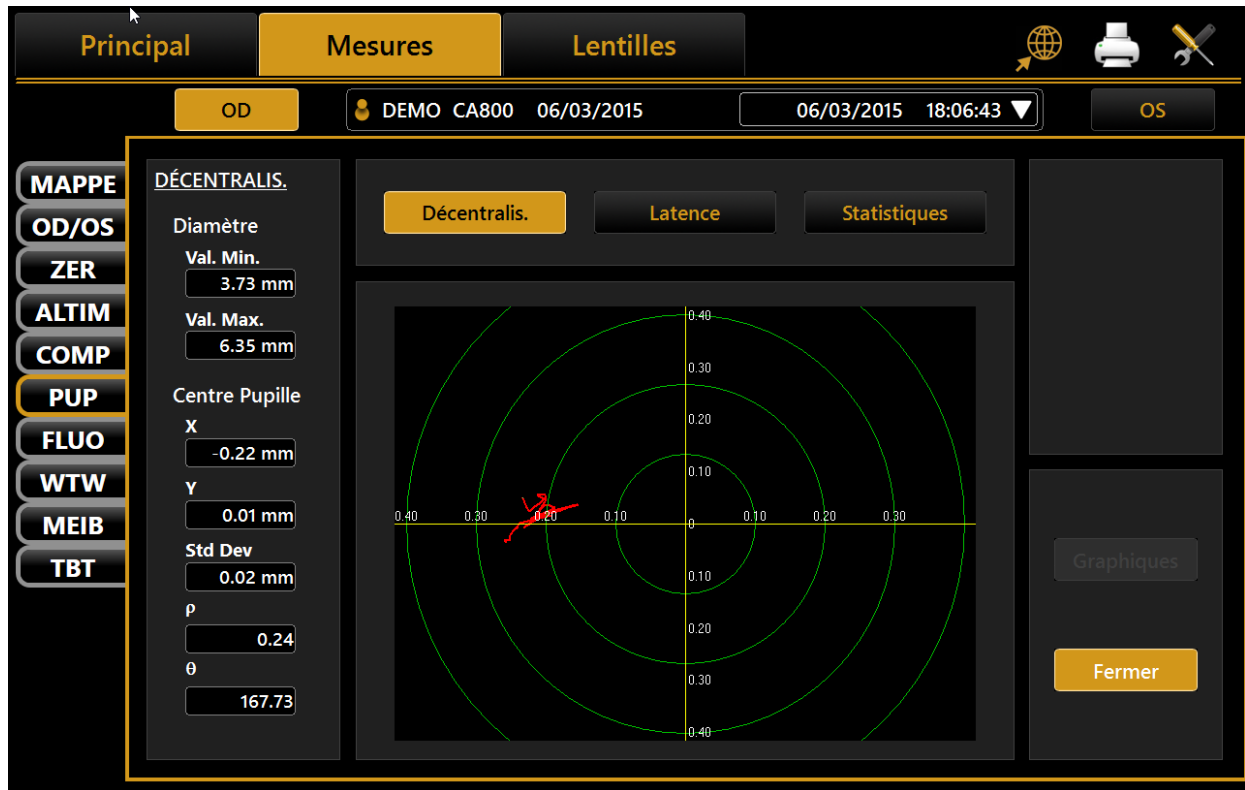 Principal Mesures Lentilles
OD DEMO CA800 06/03/2015 06/03/2015 18:06:43 OS
MAPPE
OD/OS
ZER
ALTIM
COMP
PUP
FLUO
WTW
MEIB
TBT
DÉCENTRALIS.
Diamètre
Val. Min.
3.73 mm
Val. Max.
6.35 mm
Centre Pupille
X
-0.22 mm
Y
0.01 mm
Std Dev
0.02 mm
ρ
0.24
θ
167.73
Décentralis. Latence Statistiques
0.40
0.30
0.20
0.10
0.40 0.30 0.20 0.10 0 0.10 0.20 0.30
0.10
0.20
0.30
0.40
Graphiques
Fermer